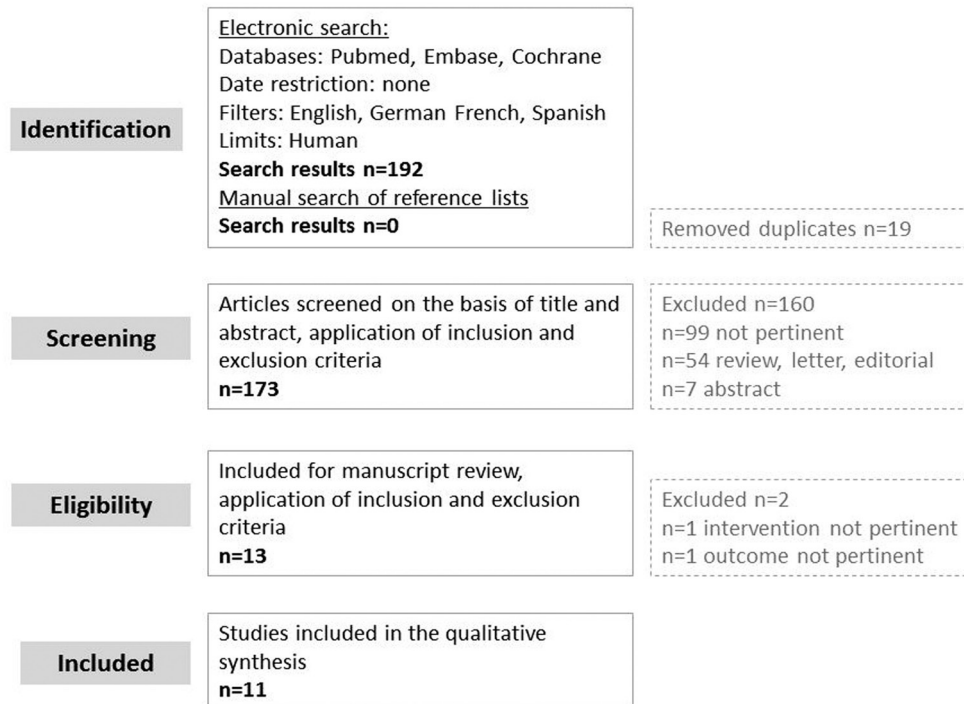 Identification
Electronic search:
Databases: Pubmed, Embase, Cochrane
Date restriction: none
Filters: English, German French, Spanish
Limits: Human
Search results n=192
Manual search of reference lists
Search results n=0
Removed duplicates n=19
Screening
Articles screened on the basis of title and
abstract, application of inclusion and
exclusion criteria
n=173
Excluded n=160
n=99 not pertinent
n=54 review, letter, editorial
n=7 abstract
Eligibility
Included for manuscript review,
application of inclusion and exclusion
criteria
n=13
Excluded n=2
n=1 intervention not pertinent
n=1 outcome not pertinent
Included
Studies included in the qualitative
synthesis
n=11